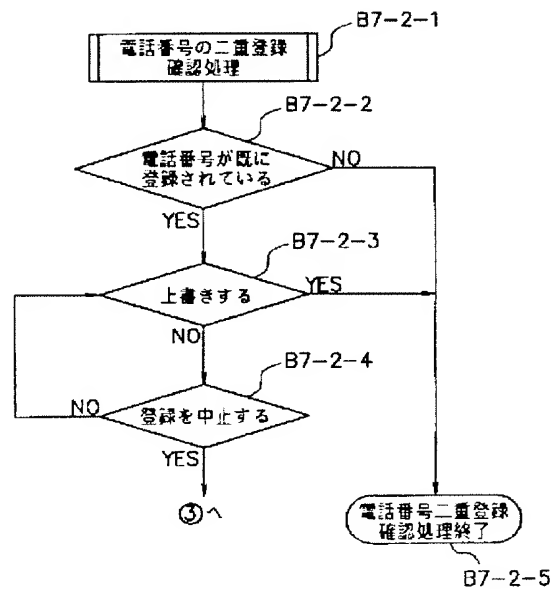 B7-2-1
電話番号の二重登録
確認処理
B7-2-2
電話番号が既に
登録されている
NO
YES
B7-2-3
上書きする
YES
NO
B7-2-4
登録を中止する
NO
YES
③へ
電話番号二重登録
確認処理終了
B7-2-5